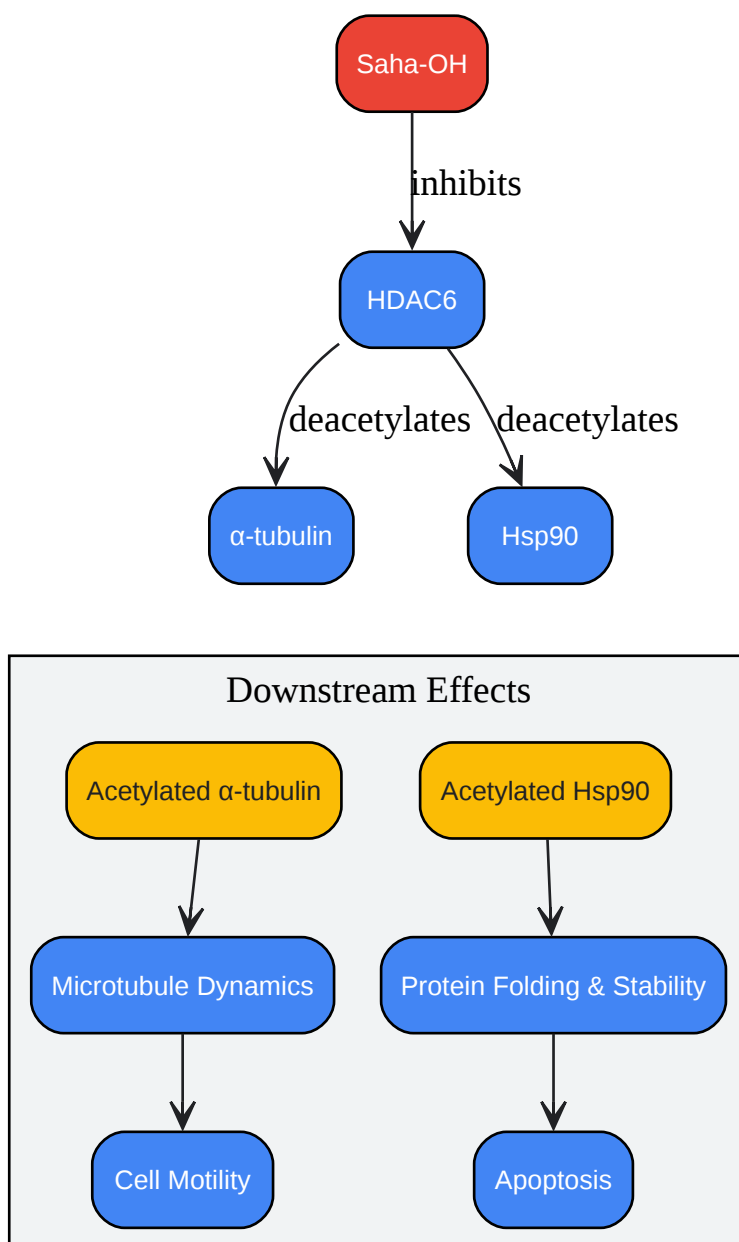 Saha-OH
inhibits
HDAC6
deacetylates deacetylates
α-tubulin Hsp90
Downstream Effects
Acetylated α-tubulin Acetylated Hsp90
Microtubule Dynamics Protein Folding & Stability
Cell Motility Apoptosis